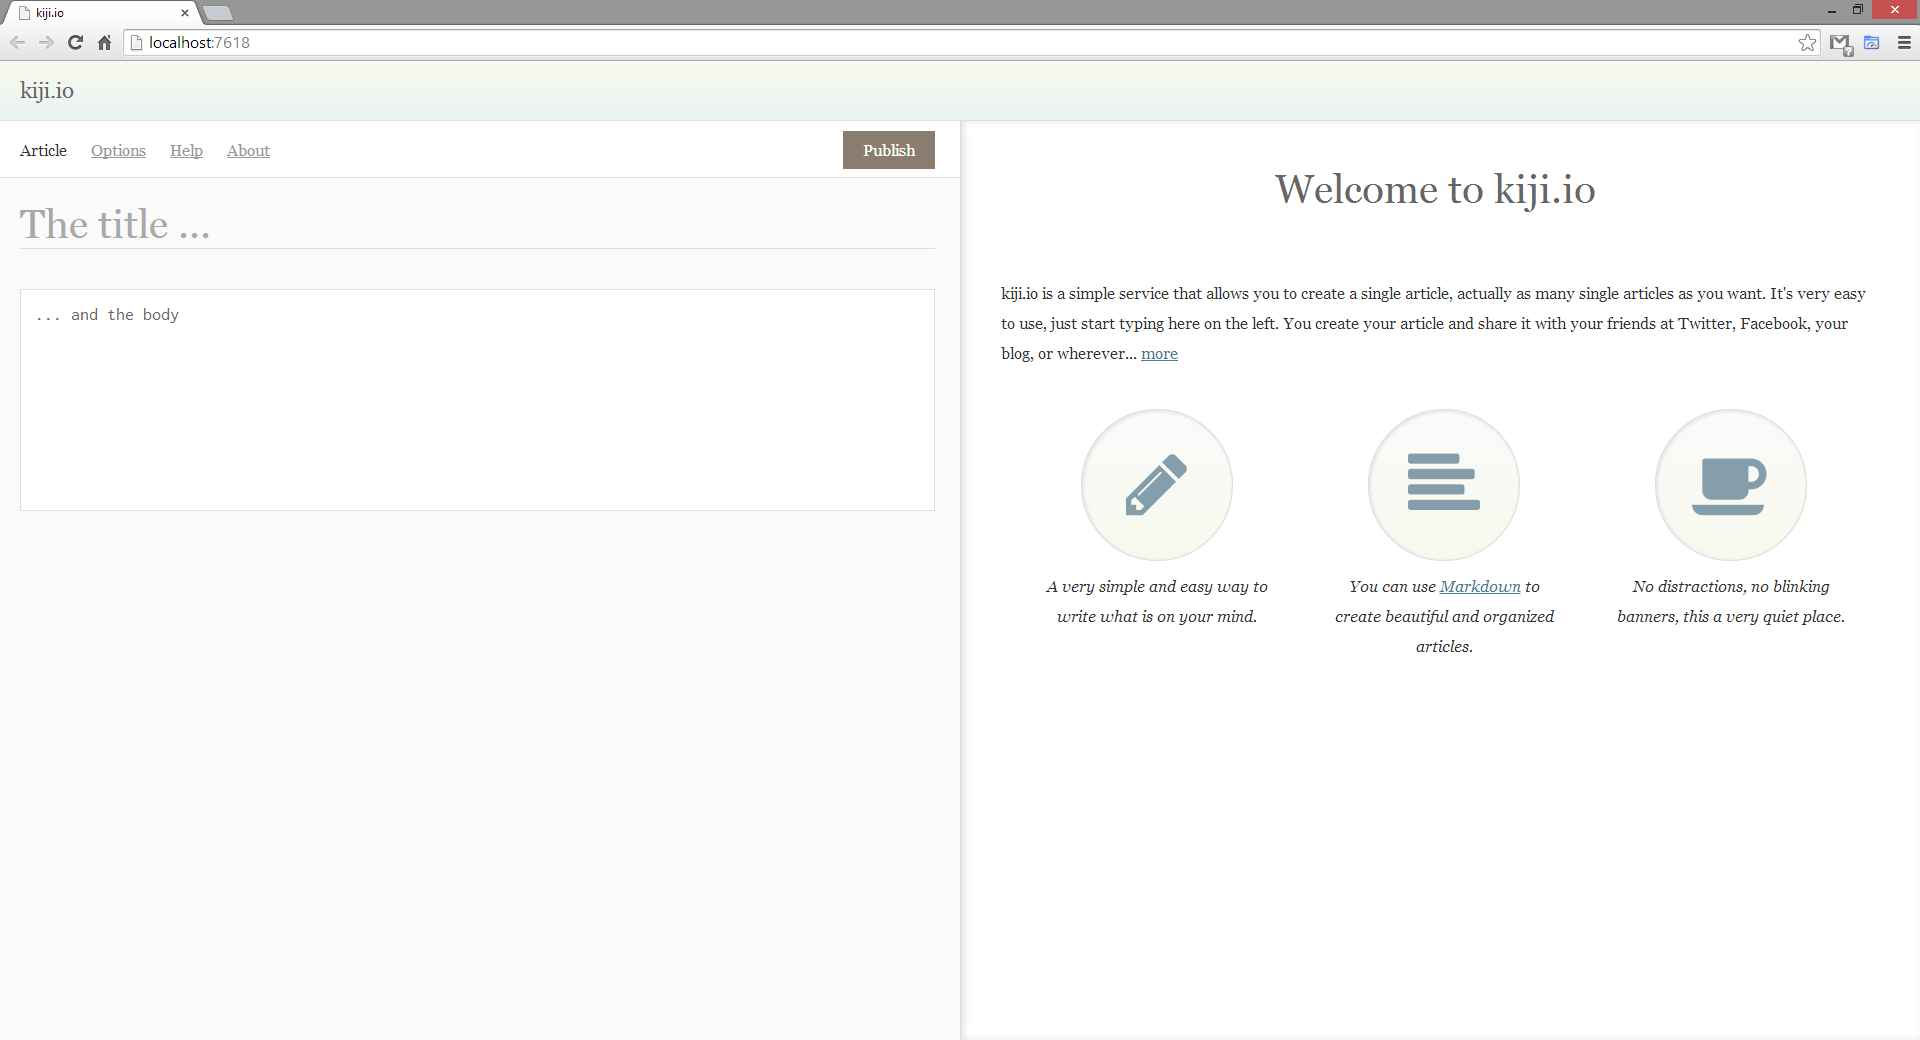 kiji.io
localhost:7618
kiji.io
Article Options Help About Publish
The title ...
... and the body
Welcome to kiji.io
kiji.io is a simple service that allows you to create a single article, actually as many single articles as you want. It's very easy
to use, just start typing here on the left. You create your article and share it with your friends at Twitter, Facebook, your
blog, or wherever... more
A very simple and easy way to
write what is on your mind.
You can use Markdown to
create beautiful and organized
articles.
No distractions, no blinking
banners, this a very quiet place.